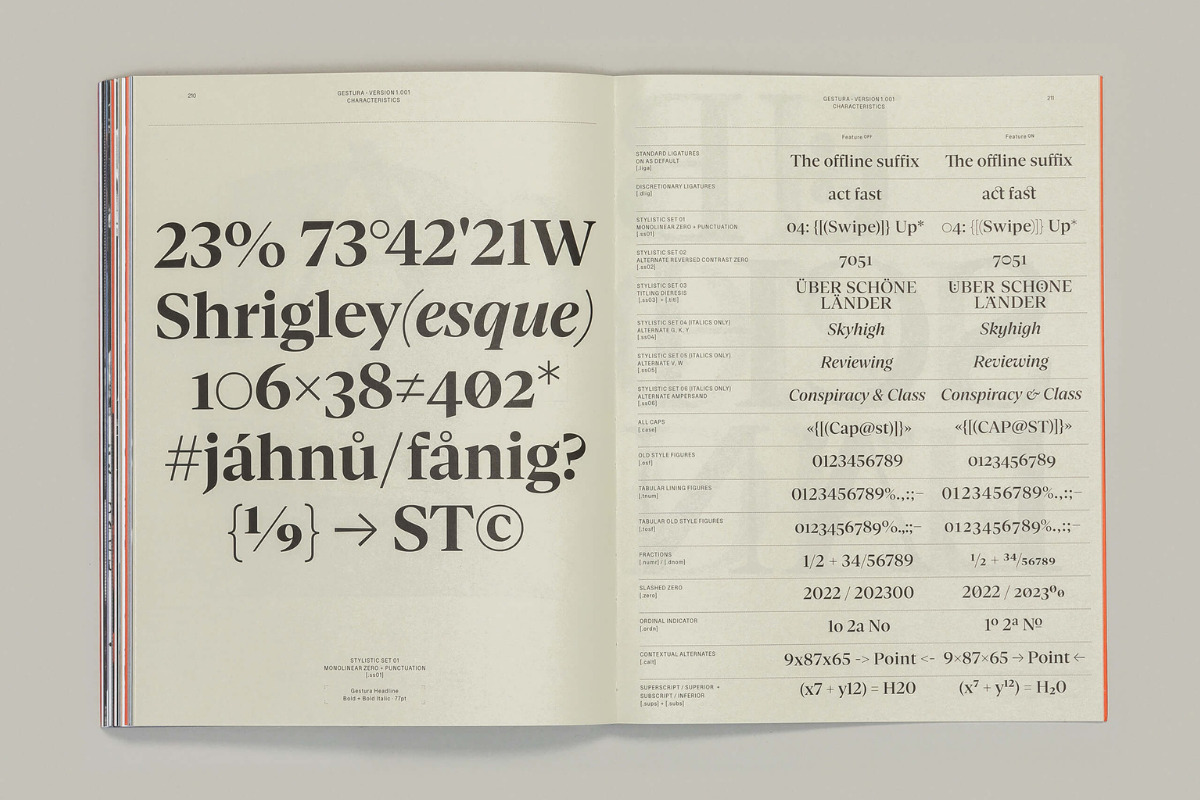 210
GESTURA - VERSION 1.001
CHARACTERISTICS
23% 73°42'21W
Shrigley(esque)
106×38≠402*
#jáhnů/fånig?
{1/9} → ST©
STYLISTIC SET 01
MONOLINEAR ZERO + PUNCTUATION
[.ss01]
Gestura Headline
Bold + Bold Italic · 77pt
GESTURA - VERSION 1.001
CHARACTERISTICS
211
Feature OFF
Feature ON
STANDARD LIGATURES
ON AS DEFAULT
[.liga]
The offline suffix
The offline suffix
DISCRETIONARY LIGATURES
[.dlig]
act fast
act fast
STYLISTIC SET 01
MONOLINEAR ZERO + PUNCTUATION
[.ss01]
04: {[(Swipe)]} Up*
04: {[(Swipe)]} Up*
STYLISTIC SET 02
ALTERNATE REVERSED CONTRAST ZERO
[.ss02]
7051
7051
STYLISTIC SET 03
TITLING DIERESIS
[.ss03] + [.titl]
ÜBER SCHÖNE
LÄNDER
ÜBER SCHÖNE
LÄNDER
STYLISTIC SET 04 (ITALICS ONLY)
ALTERNATE G, K, Y
[.ss04]
Skyhigh
Skyhigh
STYLISTIC SET 05 (ITALICS ONLY)
ALTERNATE V, W
[.ss05]
Reviewing
Reviewing
STYLISTIC SET 06 (ITALICS ONLY)
ALTERNATE AMPERSAND
[.ss06]
Conspiracy & Class
Conspiracy & Class
ALL CAPS
[.case]
«{[(Cap@st)]}»
«{[(CAP@ST)]}»
OLD STYLE FIGURES
[.osf]
0123456789
0123456789
TABULAR LINING FIGURES
[.tnum]
0123456789%.,:;–
0123456789%.,:;–
TABULAR OLD STYLE FIGURES
[.tosf]
0123456789%.,:;–
0123456789%.,:;–
FRACTIONS
[.numr] / [.dnom]
1/2 + 34/56789
1/2 + 34/56789
SLASHED ZERO
[.zero]
2022 / 202300
2022 / 202300
ORDINAL INDICATOR
[.ordn]
1o 2a No
1º 2ª Nº
CONTEXTUAL ALTERNATES
[.calt]
9x87x65 -> Point <-
9×87×65 → Point ←
SUPERSCRIPT / SUPERIOR +
SUBSCRIPT / INFERIOR
[.sups] + [.subs]
(x7 + y12) = H2O
(x⁷ + y¹²) = H₂O